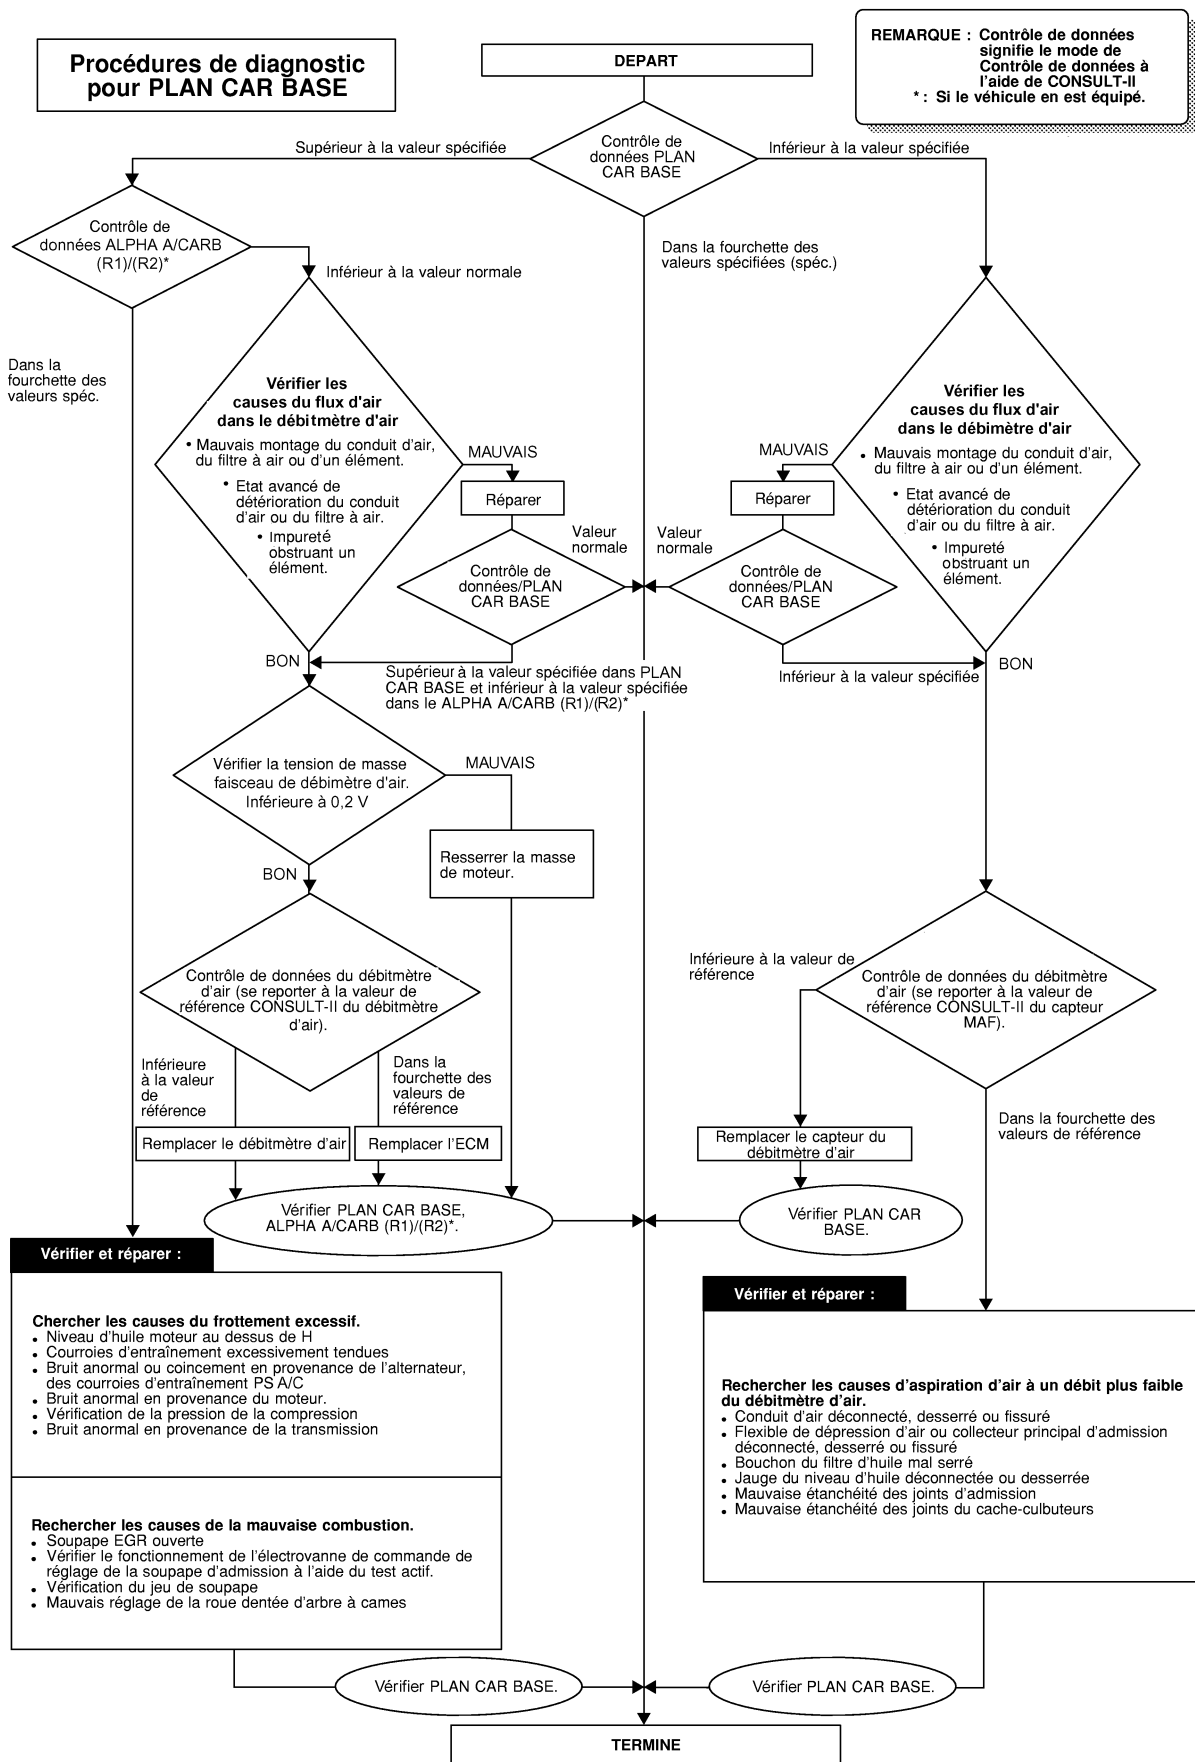 Procédures de diagnostic
pour PLAN CAR BASE
DEPART
REMARQUE : Contrôle de données
signifie le mode de
Contrôle de données à
l'aide de CONSULT-II
* : Si le véhicule en est équipé.
Contrôle de
données PLAN
CAR BASE
Supérieur à la valeur spécifiée
Inférieur à la valeur spécifiée
Contrôle de
données ALPHA A/CARB
(R1)/(R2)*
Inférieur à la valeur normale
Dans la fourchette des
valeurs spécifiées (spéc.)
Dans la
fourchette des
valeurs spéc.
Vérifier les
causes du flux d'air
dans le débitmètre d'air
• Mauvais montage du conduit d'air,
du filtre à air ou d'un élément.
• Etat avancé de
détérioration du conduit
d'air ou du filtre à air.
• Impureté
obstruant un
élément.
MAUVAIS
Réparer
Valeur
normale
Contrôle de
données/PLAN
CAR BASE
MAUVAIS
Réparer
Valeur
normale
Contrôle de
données/PLAN
CAR BASE
Vérifier les
causes du flux d'air
dans le débimètre d'air
• Mauvais montage du conduit d'air,
du filtre à air ou d'un élément.
• Etat avancé de
détérioration du conduit
d'air ou du filtre à air.
• Impureté
obstruant un
élément.
BON
Supérieur à la valeur spécifiée dans PLAN
CAR BASE et inférieur à la valeur spécifiée
dans le ALPHA A/CARB (R1)/(R2)*
Inférieur à la valeur spécifiée
BON
Vérifier la tension de masse
faisceau de débimètre d'air.
Inférieure à 0,2 V
MAUVAIS
Resserrer la masse
de moteur.
BON
Contrôle de données du débitmètre
d'air (se reporter à la valeur de
référence CONSULT-II du débitmètre
d'air).
Inférieure à la valeur de
référence
Contrôle de données du débitmètre
d'air (se reporter à la valeur de
référence CONSULT-II du capteur
MAF).
Inférieure
à la valeur
de
référence
Dans la
fourchette des
valeurs de
référence
Dans la fourchette des
valeurs de référence
Remplacer le débitmètre d'air
Remplacer l'ECM
Remplacer le capteur du
débitmètre d'air
Vérifier PLAN CAR BASE,
ALPHA A/CARB (R1)/(R2)*.
Vérifier PLAN CAR
BASE.
Vérifier et réparer :
Chercher les causes du frottement excessif.
• Niveau d'huile moteur au dessus de H
• Courroies d'entraînement excessivement tendues
• Bruit anormal ou coincement en provenance de l'alternateur,
des courroies d'entraînement PS A/C
• Bruit anormal en provenance du moteur.
• Vérification de la pression de la compression
• Bruit anormal en provenance de la transmission
Rechercher les causes de la mauvaise combustion.
• Soupape EGR ouverte
• Vérifier le fonctionnement de l'électrovanne de commande de
réglage de la soupape d'admission à l'aide du test actif.
• Vérification du jeu de soupape
• Mauvais réglage de la roue dentée d'arbre à cames
Vérifier et réparer :
Rechercher les causes d'aspiration d'air à un débit plus faible
du débitmètre d'air.
• Conduit d'air déconnecté, desserré ou fissuré
• Flexible de dépression d'air ou collecteur principal d'admission
déconnecté, desserré ou fissuré
• Bouchon du filtre d'huile mal serré
• Jauge du niveau d'huile déconnectée ou desserrée
• Mauvaise étanchéité des joints d'admission
• Mauvaise étanchéité des joints du cache-culbuteurs
Vérifier PLAN CAR BASE.
Vérifier PLAN CAR BASE.
TERMINE